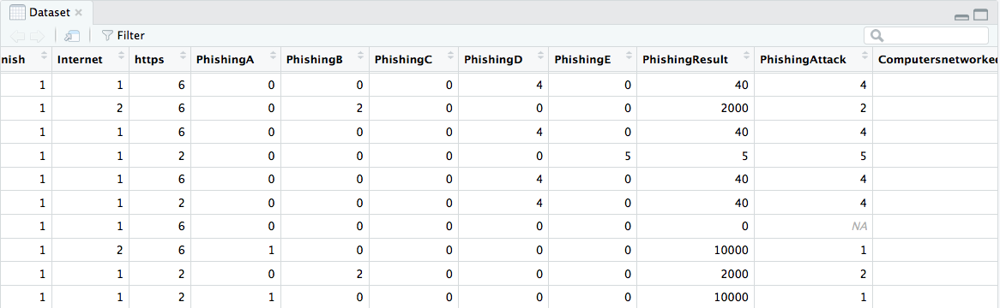 Dataset
Filter
nish Internet https PhishingA PhishingB PhishingC PhishingD PhishingE PhishingResult PhishingAttack Computersnetworked
1 1 6 0 0 0 4 0 40 4
1 2 6 0 2 0 0 0 2000 2
1 1 6 0 0 0 4 0 40 4
1 1 2 0 0 0 0 5 5 5
1 1 6 0 0 0 4 0 40 4
1 1 2 0 0 0 4 0 40 4
1 1 6 0 0 0 0 0 0 NA
1 2 6 1 0 0 0 0 10000 1
1 1 2 0 2 0 0 0 2000 2
1 1 2 1 0 0 0 0 10000 1